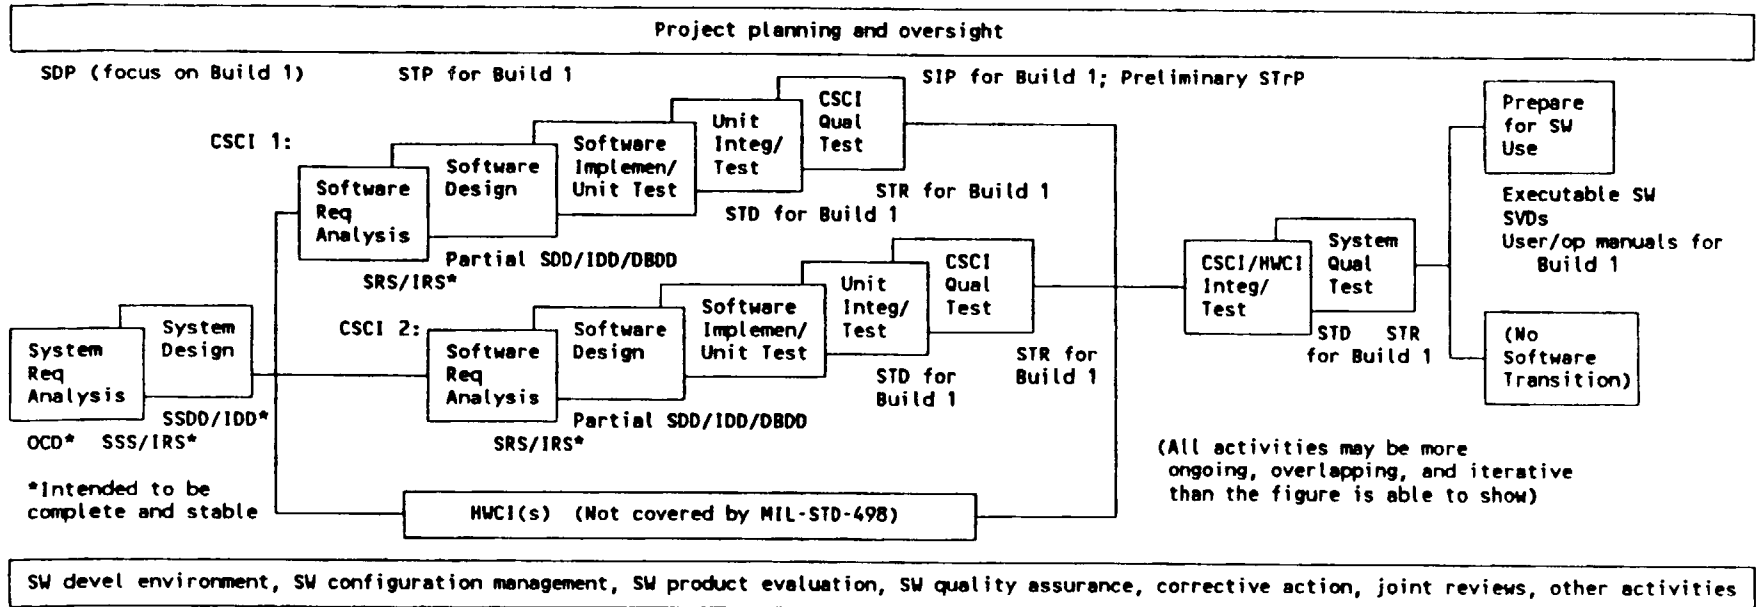 Project planning and oversight
SDP (focus on Build 1)
STP for Build 1
SIP for Build 1; Preliminary STrP
CSCI 1:
Software
Req
Analysis
Software
Design
Software
Implemen/
Unit Test
Unit
Integ/
Test
CSCI
Qual
Test
SRS/IRS*
Partial SDD/IDD/DBDD
STD for Build 1
STR for Build 1
System
Req
Analysis
System
Design
SSDD/IDD*
OCD* SSS/IRS*
*Intended to be
complete and stable
CSCI 2:
Software
Req
Analysis
Software
Design
Software
Implemen/
Unit Test
Unit
Integ/
Test
CSCI
Qual
Test
SRS/IRS*
Partial SDD/IDD/DBDD
STD for
Build 1
STR for
Build 1
HWCI(s) (Not covered by MIL-STD-498)
CSCI/HWCI
Integ/
Test
System
Qual
Test
STD STR
for Build 1
Prepare
for SW
Use
Executable SW
SVDs
User/op manuals for
Build 1
(No
Software
Transition)
(All activities may be more
ongoing, overlapping, and iterative
than the figure is able to show)
SW devel environment, SW configuration management, SW product evaluation, SW quality assurance, corrective action, joint reviews, other activities